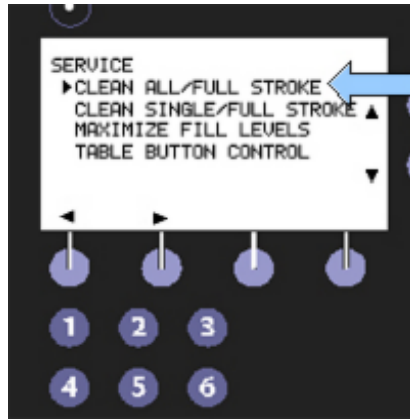 SERVICE
▶CLEAN ALL/FULL STROKE
CLEAN SINGLE/FULL STROKE
MAXIMIZE FILL LEVELS
TABLE BUTTON CONTROL
1 2 3
4 5 6